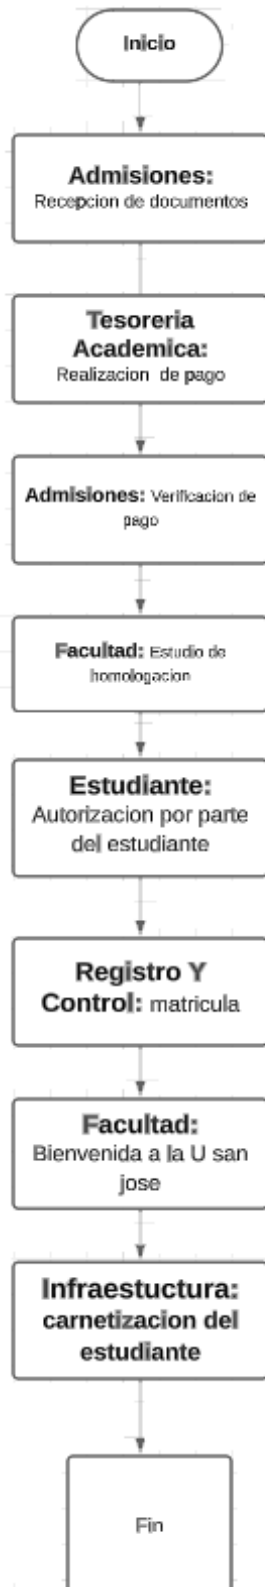 Inicio
Admisiones:
Recepcion de documentos
Tesoreria
Academica:
Realizacion de pago
Admisiones: Verificacion de
pago
Facultad: Estudio de
homologacion
Estudiante:
Autorizacion por parte
del estudiante
Registro Y
Control: matricula
Facultad:
Bienvenida a la U san
jose
Infraestuctura:
carnetizacion del
estudiante
Fin